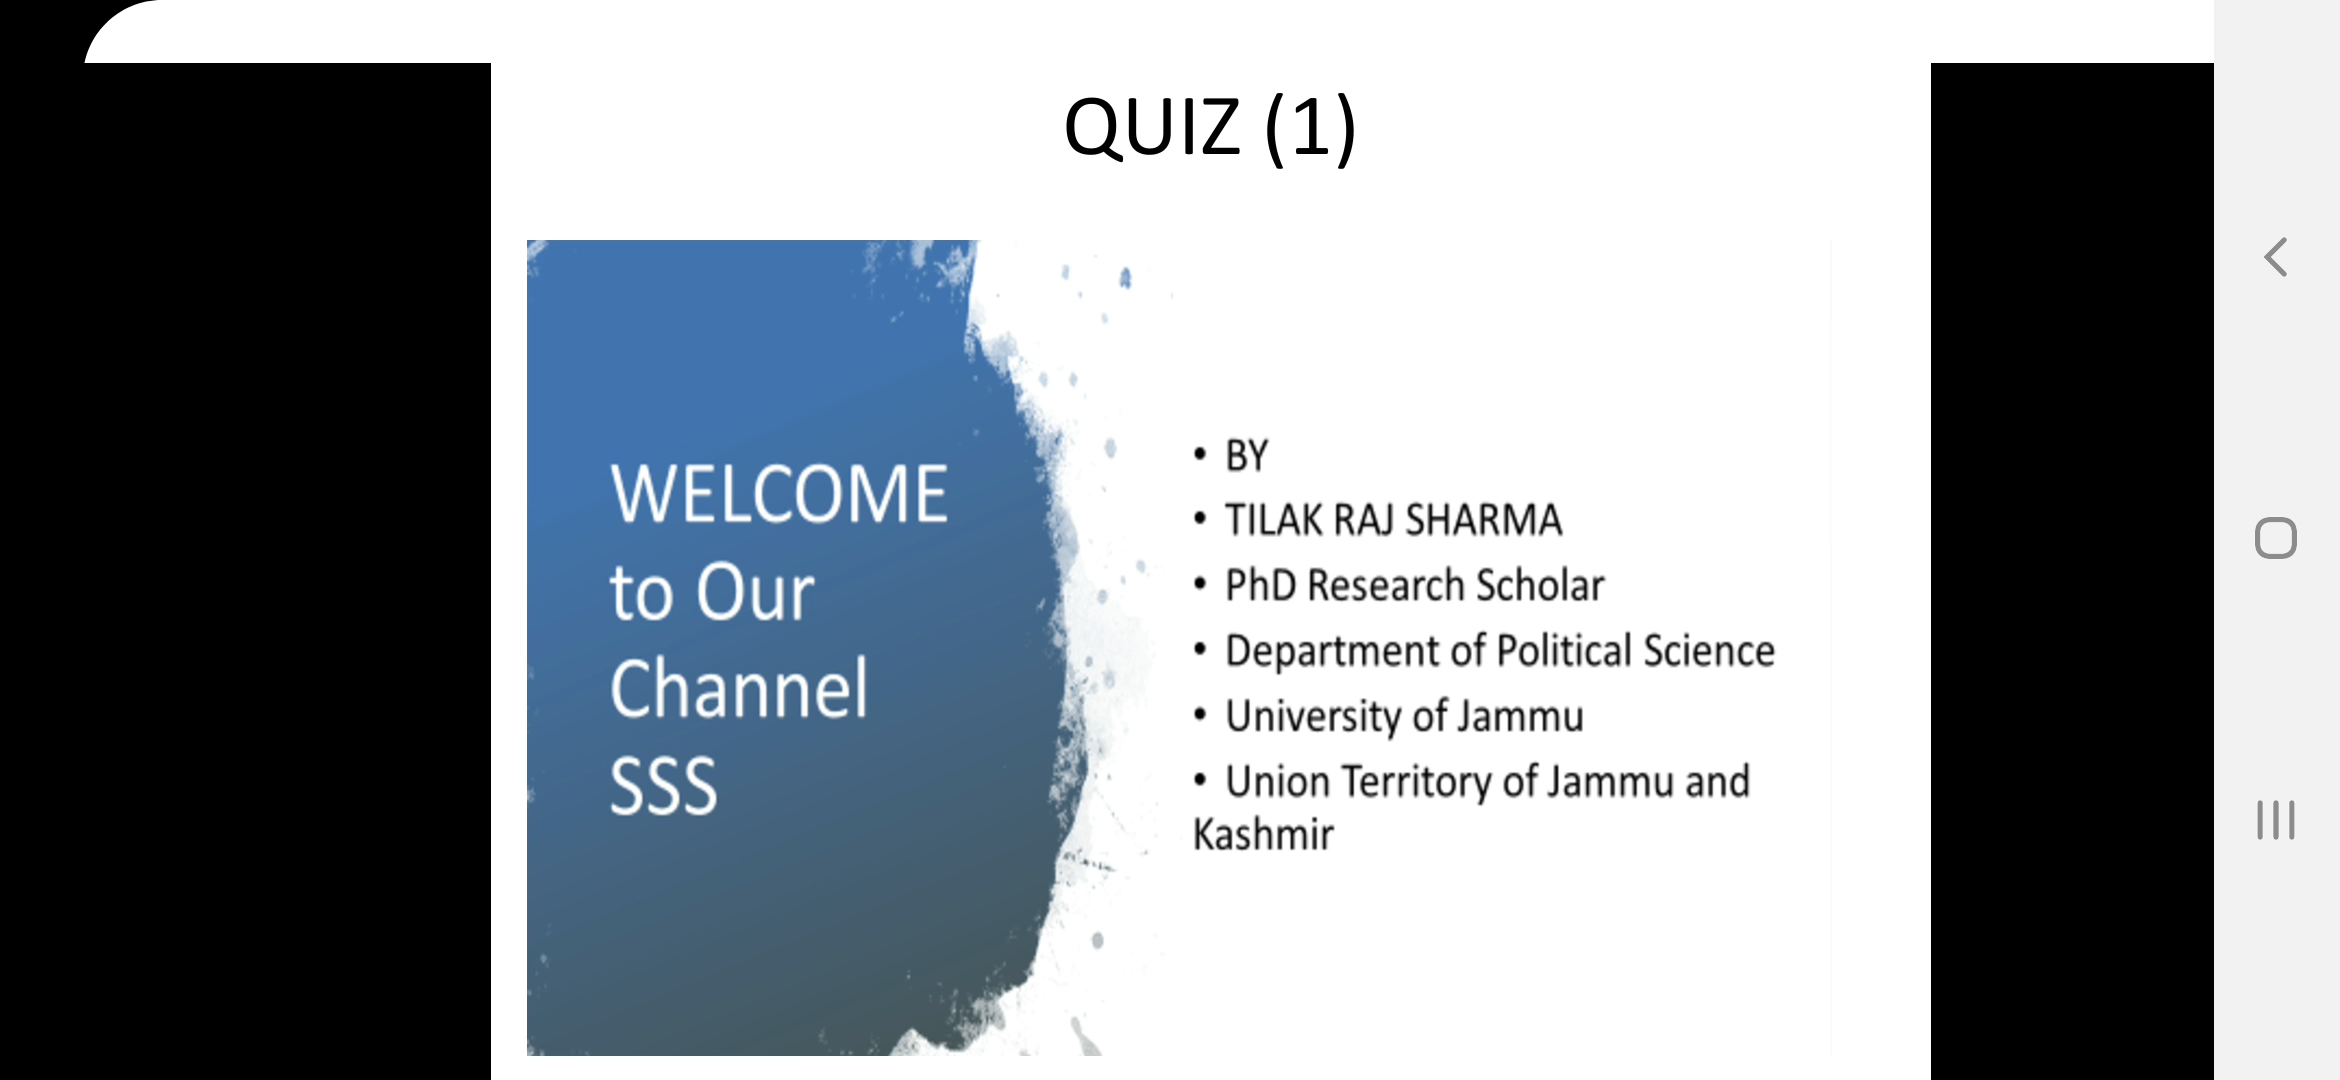 QUIZ (1)
WELCOME
to Our
Channel
SSS
• BY
• TILAK RAJ SHARMA
• PhD Research Scholar
• Department of Political Science
• University of Jammu
• Union Territory of Jammu and
Kashmir